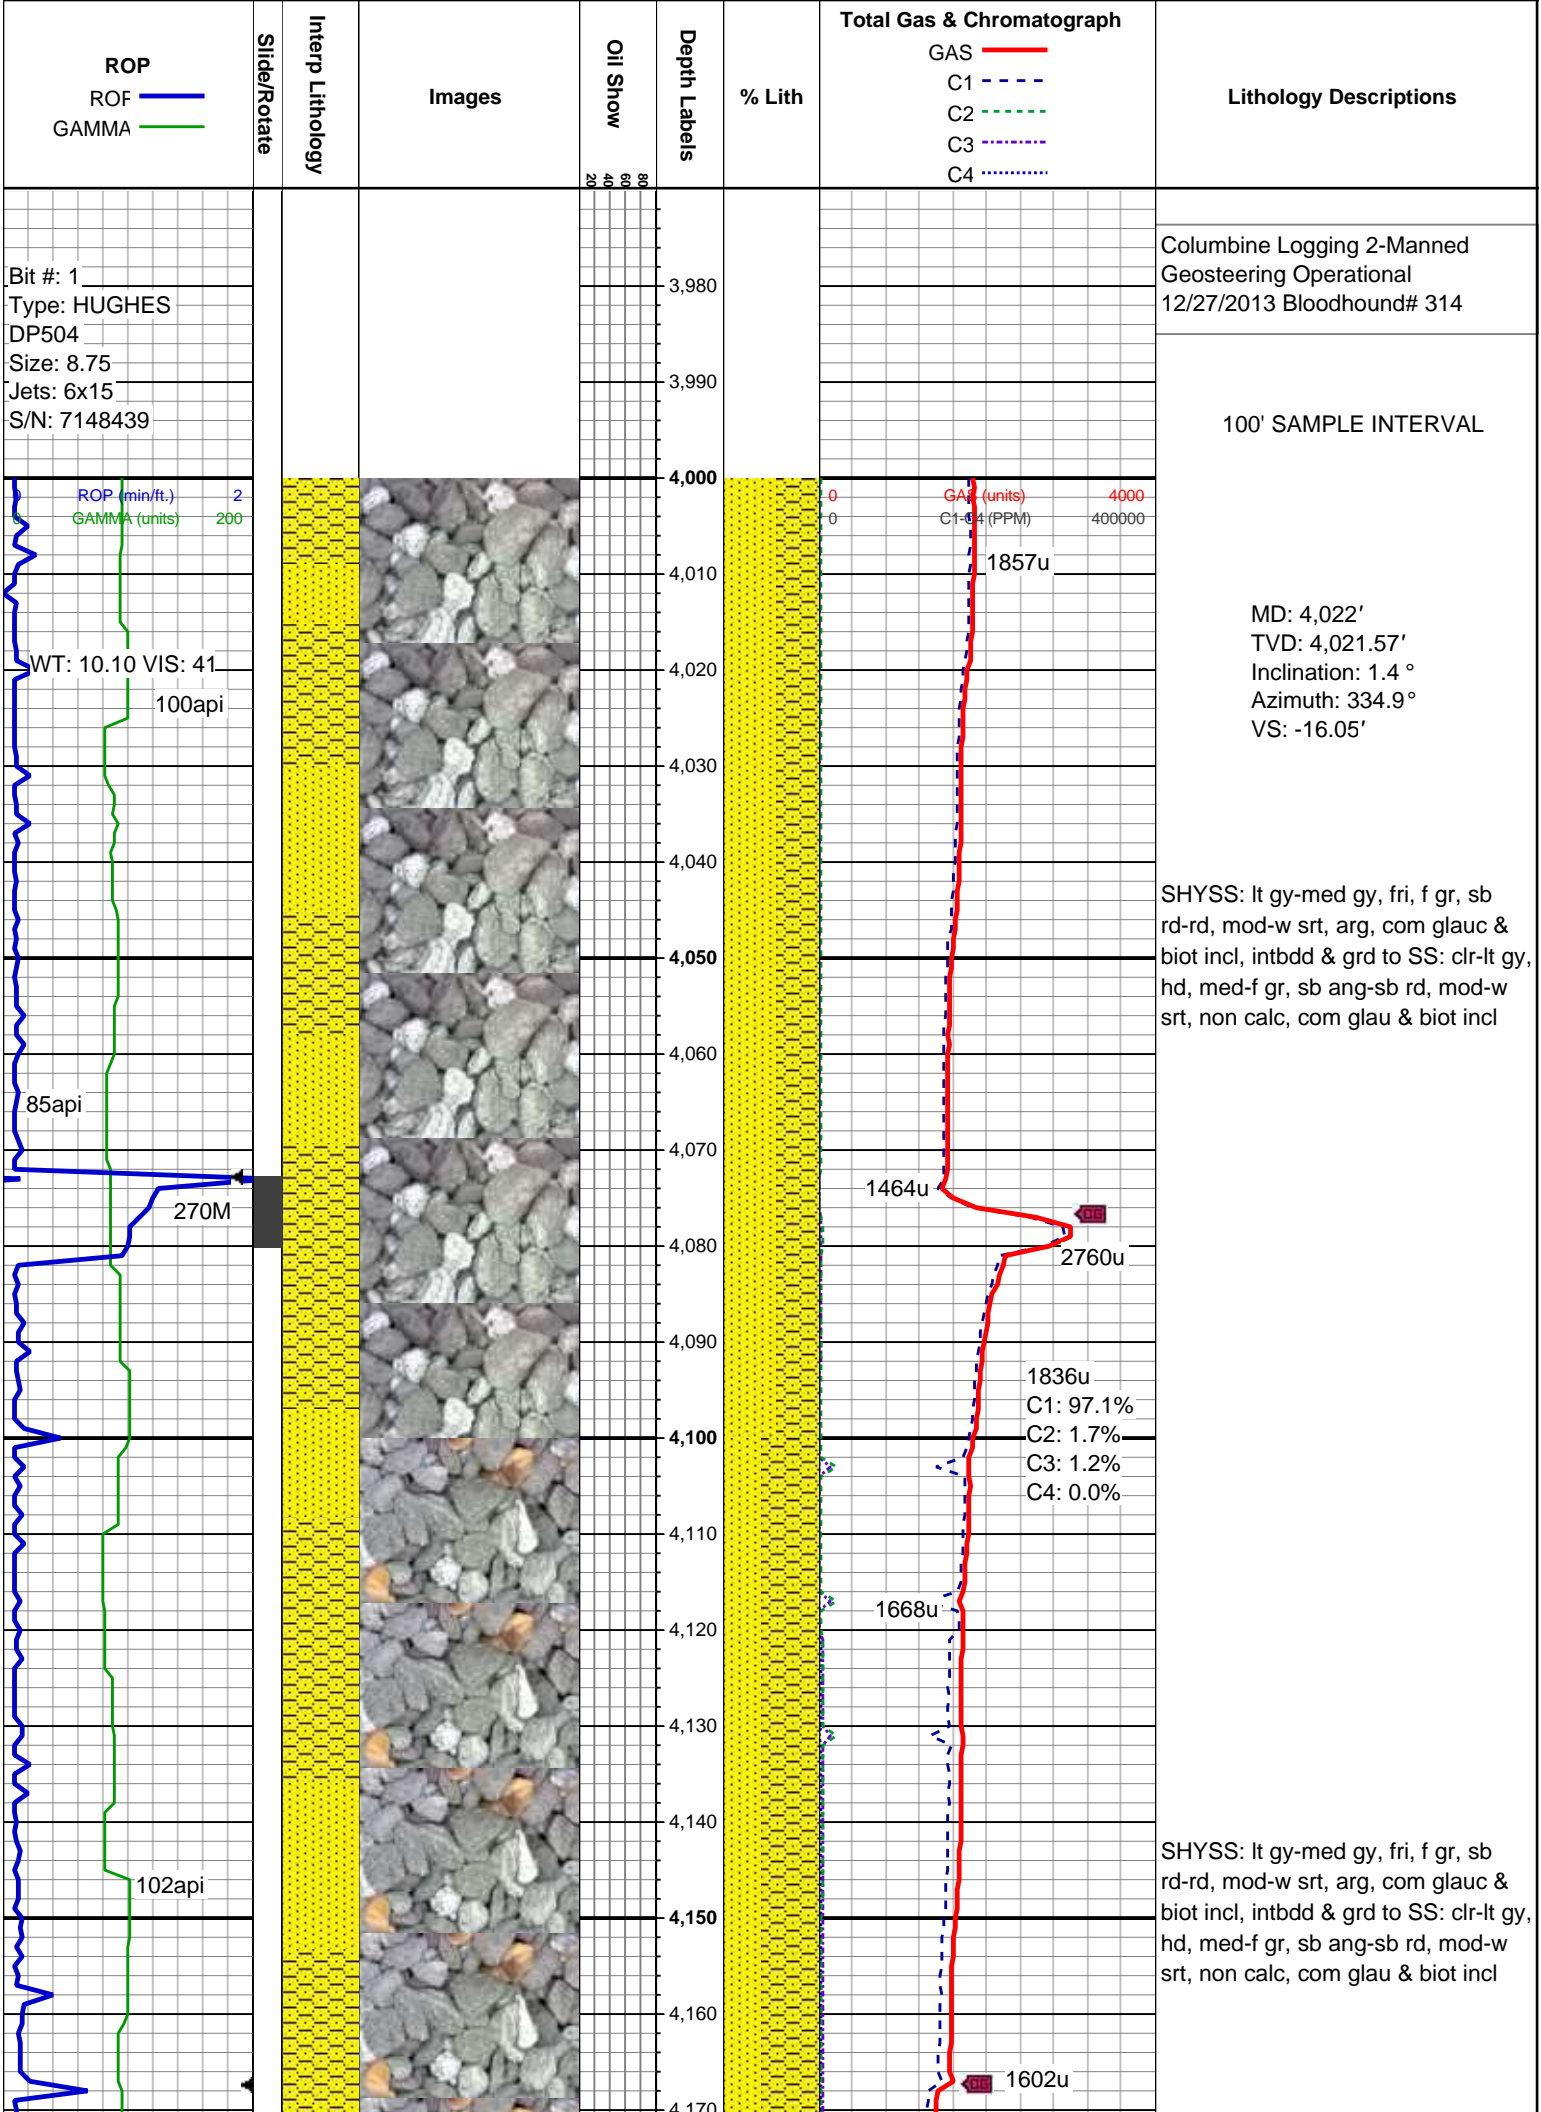 ROP
ROP
GAMMA
Slide/Rotate
Interp Lithology
Images
Oil Show
20 40 60 80
Depth Labels
% Lith
Total Gas & Chromatograph
GAS
C1
C2
C3
C4
Lithology Descriptions
Columbine Logging 2-Manned
Geosteering Operational
12/27/2013 Bloodhound# 314
Bit #: 1
Type: HUGHES
DP504
Size: 8.75
Jets: 6x15
S/N: 7148439
3,980
3,990
100' SAMPLE INTERVAL
4,000
0 ROP (min/ft.) 2
0 GAMMA (units) 200
0 GAS (units) 4000
0 C1-C4 (PPM) 400000
1857u
4,010
MD: 4,022'
TVD: 4,021.57'
Inclination: 1.4 °
Azimuth: 334.9°
VS: -16.05'
WT: 10.10 VIS: 41
4,020
100api
4,030
4,040
SHYSS: lt gy-med gy, fri, f gr, sb
rd-rd, mod-w srt, arg, com glauc &
biot incl, intbdd & grd to SS: clr-lt gy,
hd, med-f gr, sb ang-sb rd, mod-w
srt, non calc, com glau & biot incl
4,050
4,060
85api
4,070
1464u
270M
CG
4,080
2760u
4,090
1836u
C1: 97.1%
C2: 1.7%
C3: 1.2%
C4: 0.0%
4,100
4,110
1668u
4,120
4,130
4,140
SHYSS: lt gy-med gy, fri, f gr, sb
rd-rd, mod-w srt, arg, com glauc &
biot incl, intbdd & grd to SS: clr-lt gy,
hd, med-f gr, sb ang-sb rd, mod-w
srt, non calc, com glau & biot incl
102api
4,150
4,160
CG
1602u
4,170